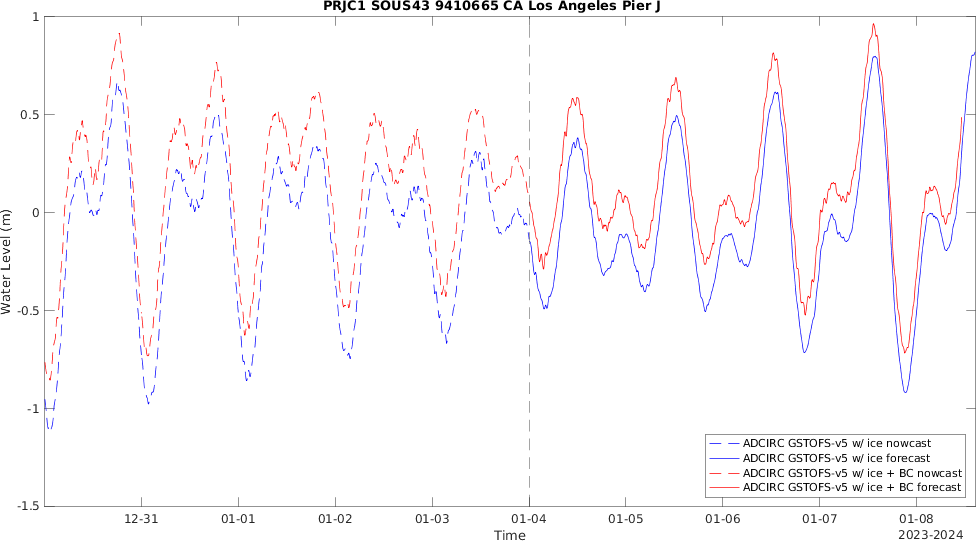 PRJC1 SOUS43 9410665 CA Los Angeles Pier J
1
0.5
0
-0.5
-1
-1.5
Water Level (m)
12-31
01-01
01-02
01-03
01-04
01-05
01-06
01-07
01-08
Time
2023-2024
ADCIRC GSTOFS-v5 w/ ice nowcast
ADCIRC GSTOFS-v5 w/ ice forecast
ADCIRC GSTOFS-v5 w/ ice + BC nowcast
ADCIRC GSTOFS-v5 w/ ice + BC forecast